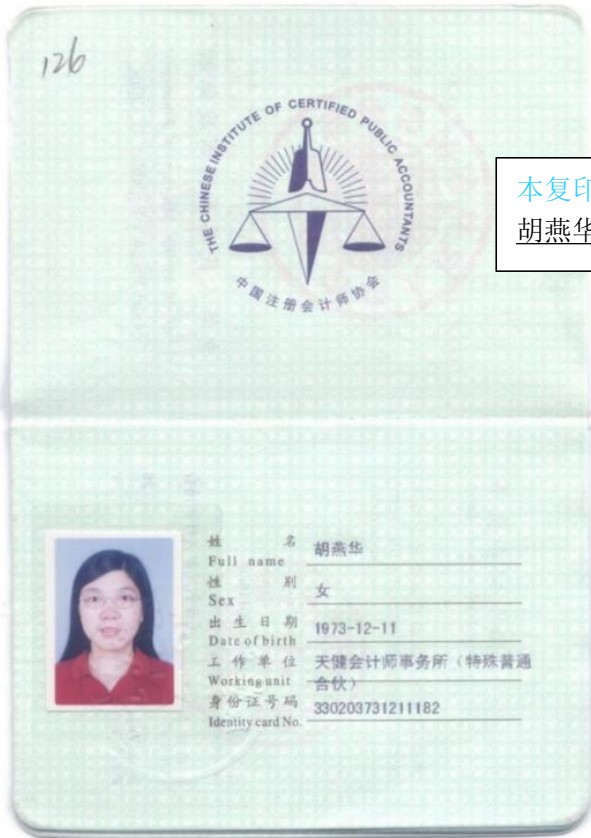 126
THE CHINESE INSTITUTE OF CERTIFIED PUBLIC ACCOUNTANTS
中国注册会计师协会
本复印
胡燕华
姓 名 胡燕华
Full name
性 别 女
Sex
出生日期 1973-12-11
Date of birth
工作单位 天健会计师事务所（特殊普通
Working unit 合伙）
身份证号码 330203731211182
Identity card No.